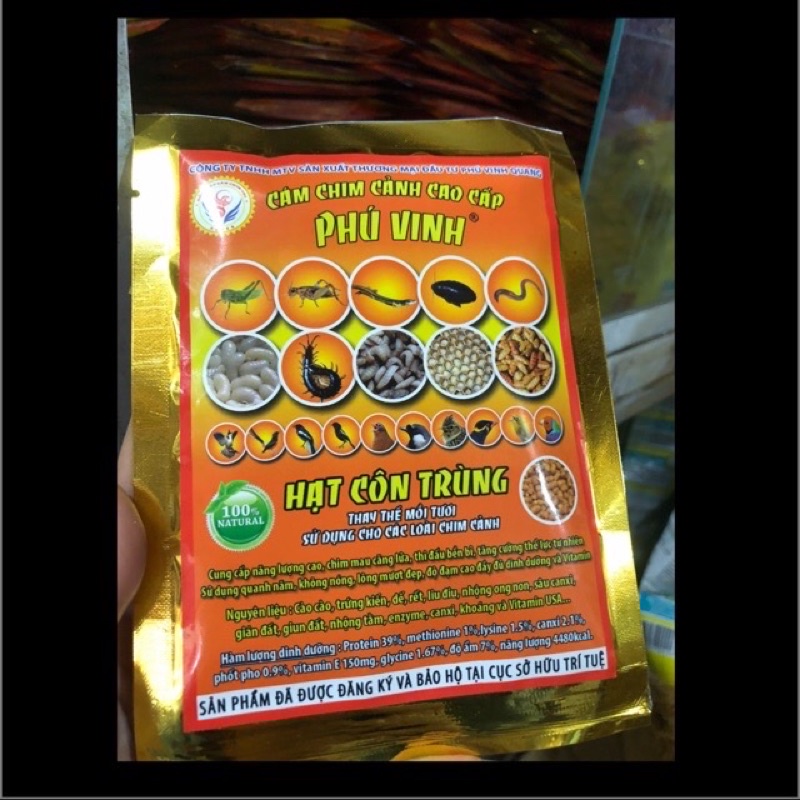 CÔNG TY TNHH MTV SẢN XUẤT THƯƠNG MẠI ĐẦU TƯ PHÚ VINH QUANG
CÁM CHIM CẢNH CAO CẤP
PHÚ VINH®
100%
NATURAL
HẠT CÔN TRÙNG
THAY THẾ MỒI TƯƠI
SỬ DỤNG CHO CÁC LOÀI CHIM CẢNH
Cung cấp năng lượng cao, chim mau căng lửa, thi đấu bền bỉ, tăng cường thể lực tự nhiên
Sử dụng quanh năm, không nóng, lông mượt đẹp, độ đạm cao đầy đủ dinh dưỡng và Vitamin
Nguyên liệu : Cào cào, trứng kiến, dế, rết, liu điu, nhộng ong non, sâu canxi,
gián đất, giun đất, nhộng tằm, enzyme, canxi, khoáng và Vitamin USA...
Hàm lượng dinh dưỡng : Protein 39%, methionine 1%, lysine 1.5%, canxi 2.1%,
phốt pho 0.9%, vitamin E 150mg, glycine 1.67%, độ ẩm 7%, năng lượng 4480kcal.
SẢN PHẨM ĐÃ ĐƯỢC ĐĂNG KÝ VÀ BẢO HỘ TẠI CỤC SỞ HỮU TRÍ TUỆ